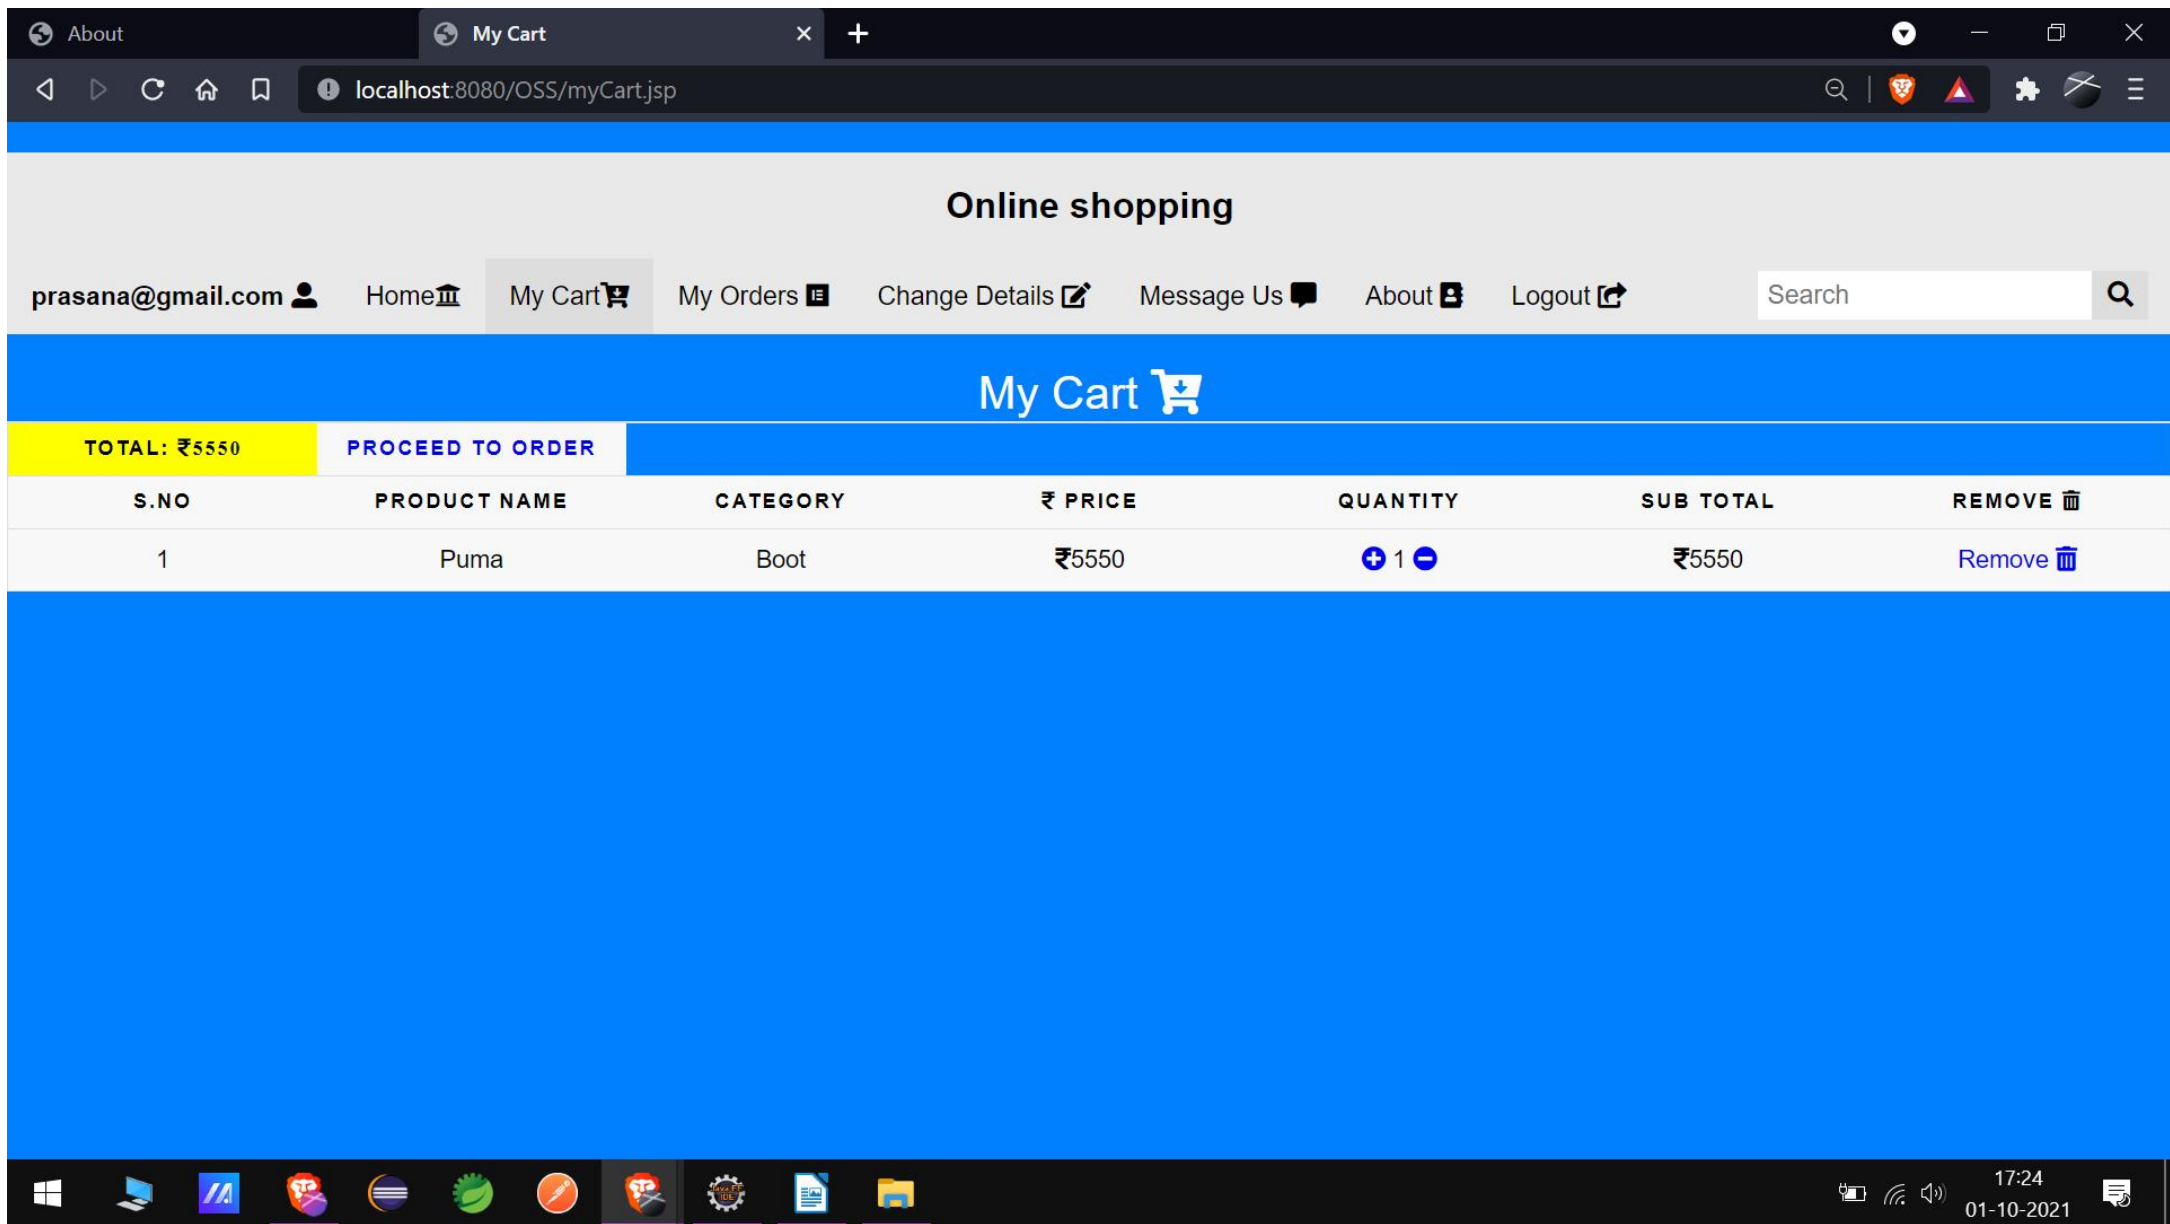 About
My Cart
localhost:8080/OSS/myCart.jsp
Online shopping
prasana@gmail.com Home My Cart My Orders Change Details Message Us About Logout Search
My Cart
TOTAL: ₹5550 PROCEED TO ORDER
S.NO PRODUCT NAME CATEGORY ₹ PRICE QUANTITY SUB TOTAL REMOVE
1 Puma Boot ₹5550 1 ₹5550 Remove
17:24
01-10-2021